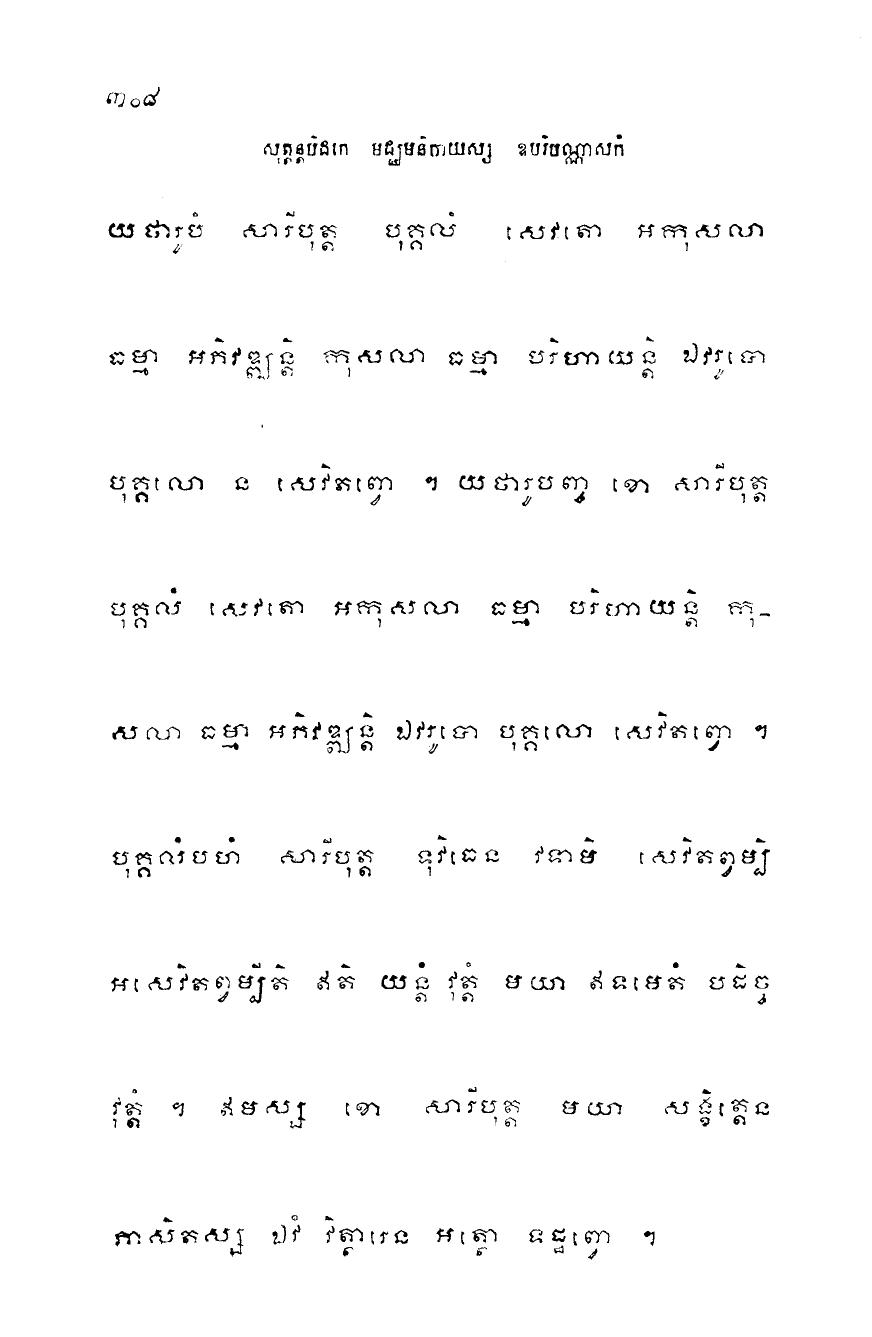 ៣០៨
សុត្តន្តបិដកេ មជ្ឈមនិកាយស្ស ឧបរិបណ្ណាសកំ
យថារូបំ សារីបុត្ត បុគ្គលំ សេវតោ អកុសលា
ធម្មា អភិវឌ្ឍន្តិ កុសលា ធម្មា បរិហាយន្តិ ឯវរូបោ
បុគ្គលោ ន សេវិតព្វោ ។ យថារូបញ្ច ខោ សារីបុត្ត
បុគ្គលំ សេវតោ អកុសលា ធម្មា បរិហាយន្តិ កុ-
សលា ធម្មា អភិវឌ្ឍន្តិ ឯវរូបោ បុគ្គលោ សេវិតព្វោ ។
បុគ្គលំបហំ សារីបុត្ត ទុវិធេន វទាមិ សេវិតព្វម្បិ
អសេវិតព្វម្បីតិ ឥតិ យន្តំ វុត្តំ មយា ឥទមេតំ បដិច្ច
វុត្តំ ។ ឥមស្ស ខោ សារីបុត្ត មយា សង្ខិត្តេន
ភាសិតស្ស ឯវំ វិត្ថារេន អត្ថោ ទដ្ឋព្វោ ។